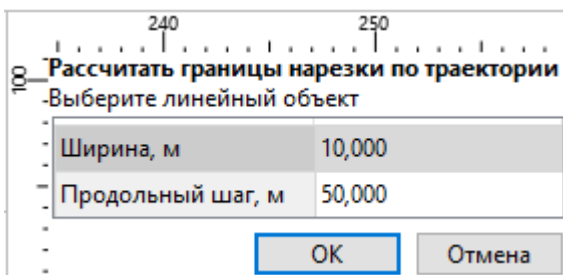 240 250
100
Рассчитать границы нарезки по траектории
Выберите линейный объект
Ширина, м 10,000
Продольный шаг, м 50,000
ОК Отмена